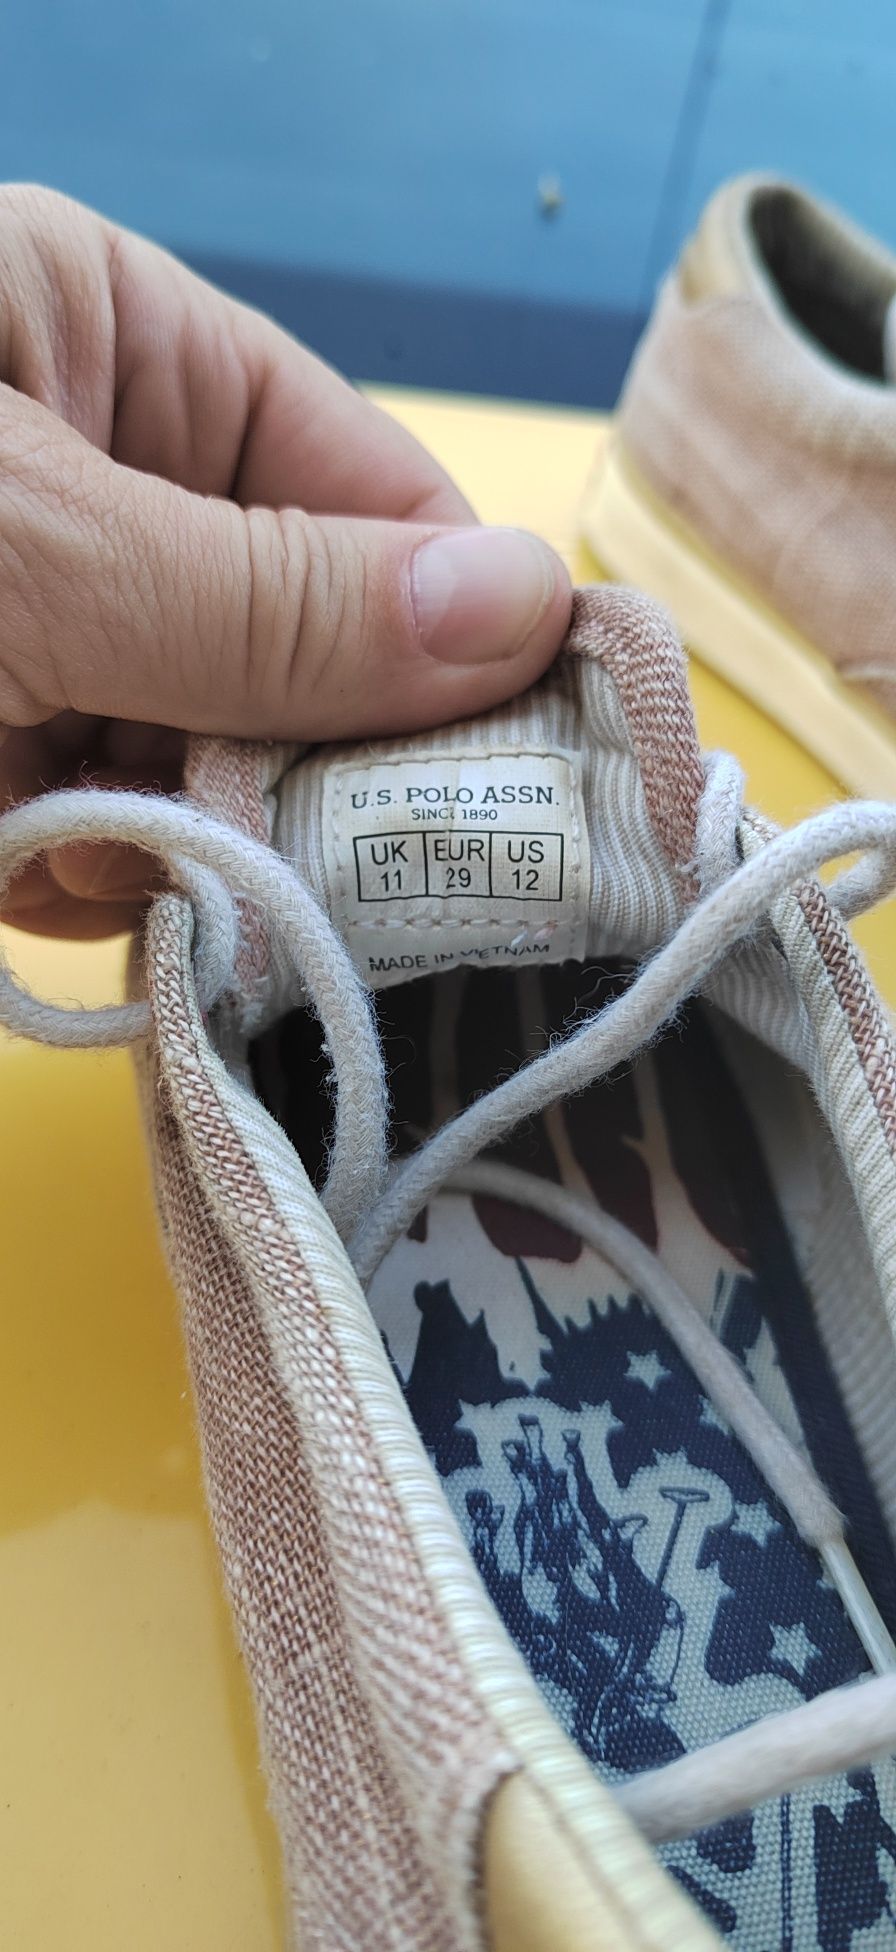 U.S. POLO ASSN.
SINCE 1890
UK EUR US
11 29 12
MADE IN VIETNAM